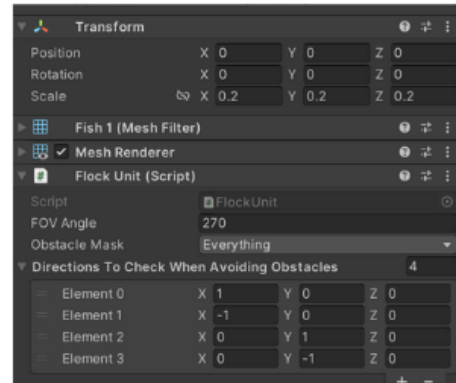 Transform
Position X 0 Y 0 Z 0
Rotation X 0 Y 0 Z 0
Scale X 0.2 Y 0.2 Z 0.2
Fish 1 (Mesh Filter)
Mesh Renderer
Flock Unit (Script)
Script FlockUnit
FOV Angle 270
Obstacle Mask Everything
Directions To Check When Avoiding Obstacles 4
Element 0 X 1 Y 0 Z 0
Element 1 X -1 Y 0 Z 0
Element 2 X 0 Y 1 Z 0
Element 3 X 0 Y -1 Z 0